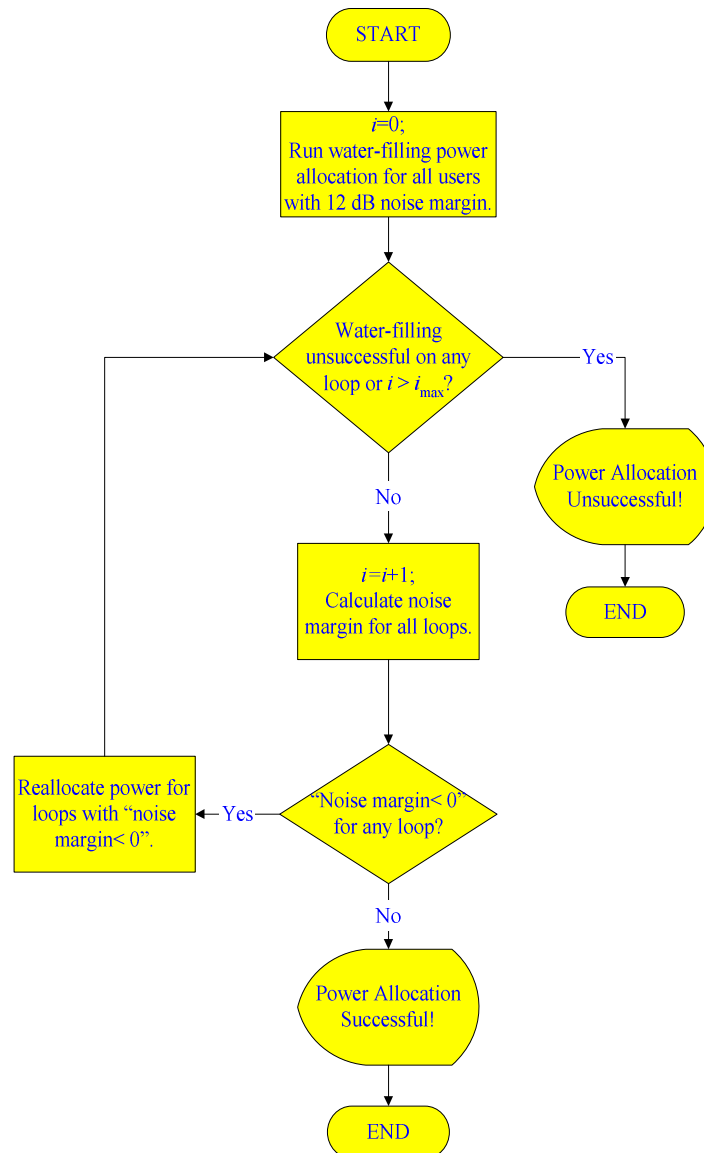 START
i=0;
Run water-filling power
allocation for all users
with 12 dB noise margin.
Water-filling
unsuccessful on any
loop or i > imax?
Yes
Power Allocation
Unsuccessful!
END
No
i=i+1;
Calculate noise
margin for all loops.
“Noise margin< 0”
for any loop?
Yes
Reallocate power for
loops with “noise
margin< 0”.
No
Power Allocation
Successful!
END